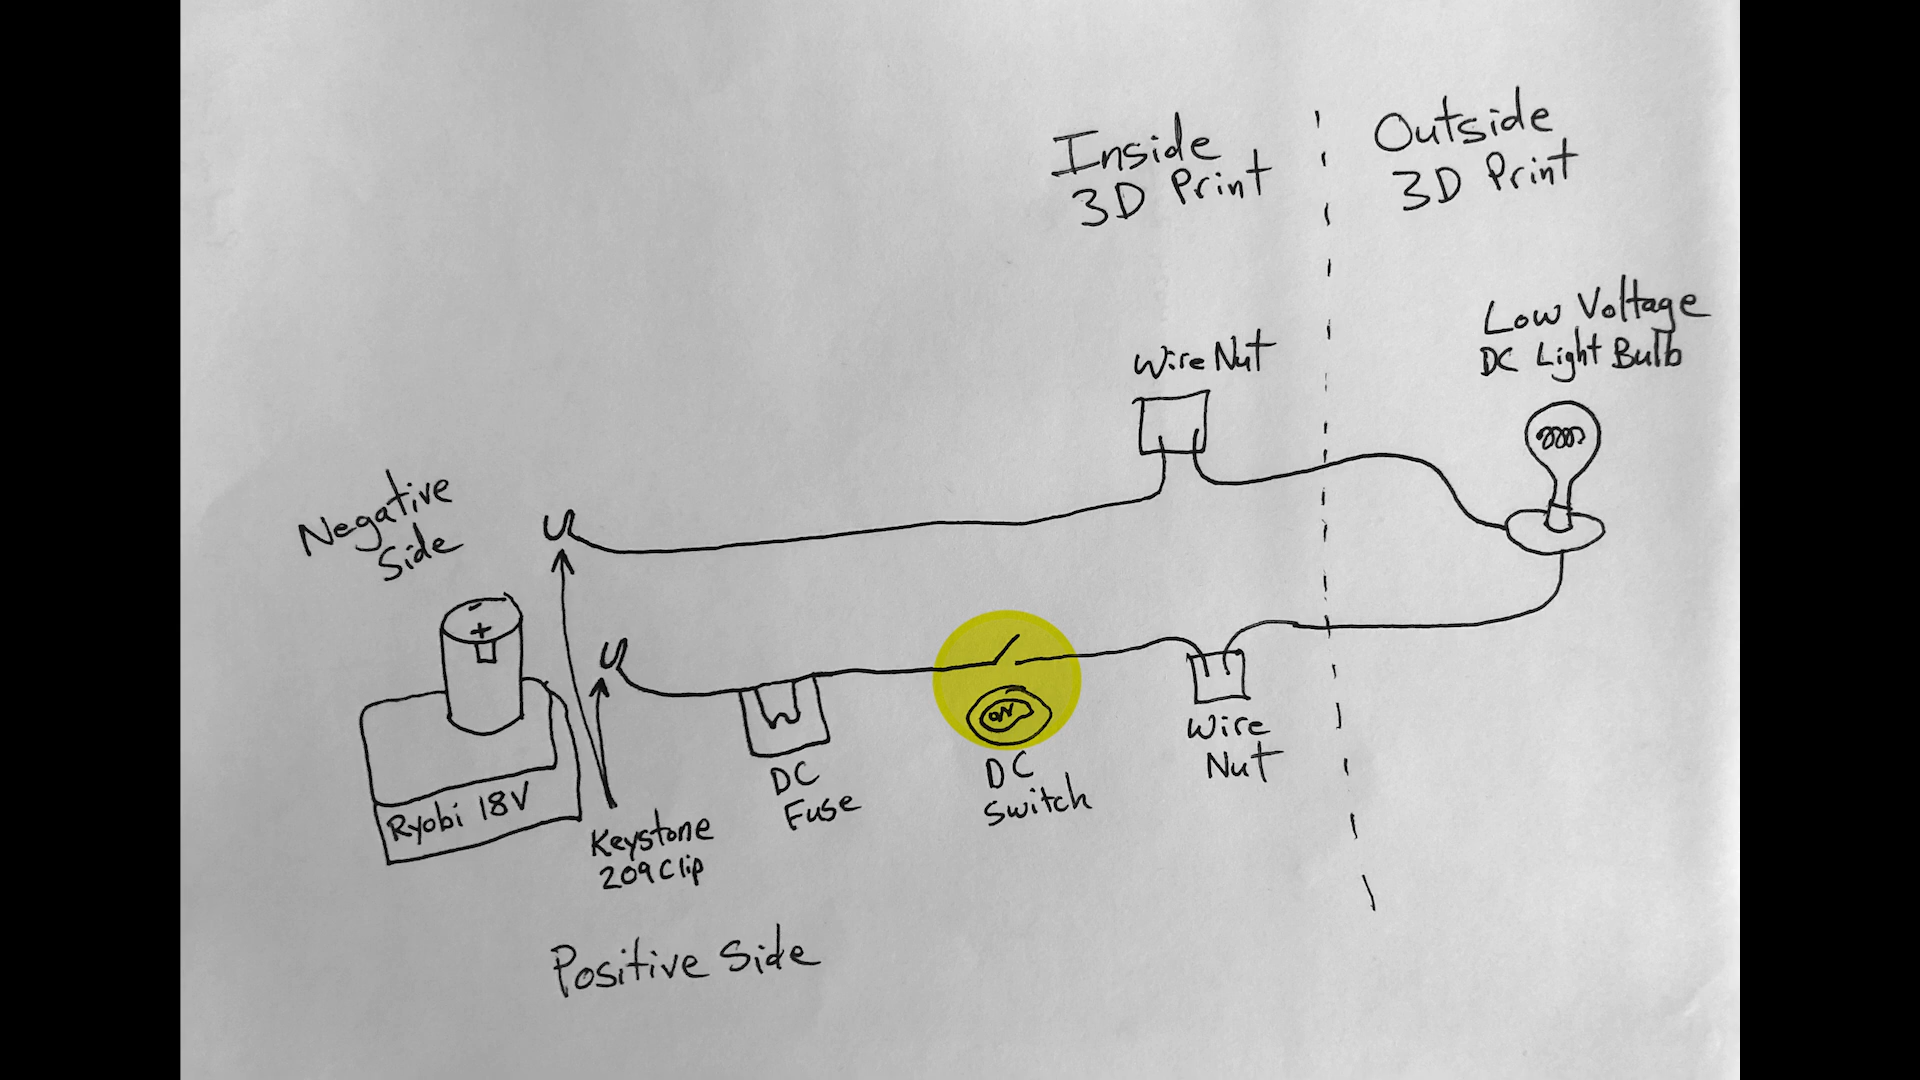 Inside
3D Print
Outside
3D Print
Low Voltage
DC Light Bulb
Wire Nut
Negative
Side
- 
+
Ryobi 18V
Keystone
209 Clip
DC
Fuse
ON
DC
Switch
Wire
Nut
Positive Side